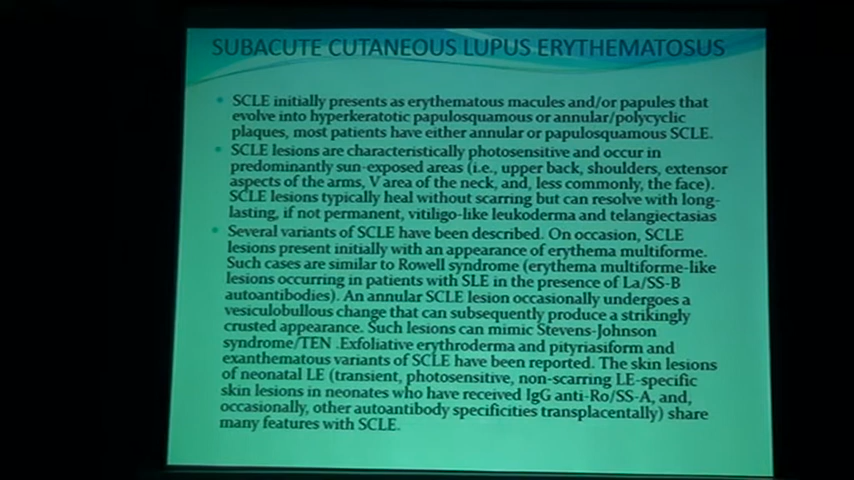 SUBACUTE CUTANEOUS LUPUS ERYTHEMATOSUS
SCLE initially presents as erythematous macules and/or papules that
evolve into hyperkeratotic papulosquamous or annular/polycyclic
plaques, most patients have either annular or papulosquamous SCLE.
SCLE lesions are characteristically photosensitive and occur in
predominantly sun-exposed areas (i.e., upper back, shoulders, extensor
aspects of the arms, V area of the neck, and, less commonly, the face).
SCLE lesions typically heal without scarring but can resolve with long-
lasting, if not permanent, vitiligo-like leukoderma and telangiectasias
Several variants of SCLE have been described. On occasion, SCLE
lesions present initially with an appearance of erythema multiforme.
Such cases are similar to Rowell syndrome (erythema multiforme-like
lesions occurring in patients with SLE in the presence of La/SS-B
autoantibodies). An annular SCLE lesion occasionally undergoes a
vesiculobullous change that can subsequently produce a strikingly
crusted appearance. Such lesions can mimic Stevens-Johnson
syndrome/TEN .Exfoliative erythroderma and pityriasiform and
exanthematous variants of SCLE have been reported. The skin lesions
of neonatal LE (transient, photosensitive, non-scarring LE-specific
skin lesions in neonates who have received IgG anti-Ro/SS-A, and,
occasionally, other autoantibody specificities transplacentally) share
many features with SCLE.